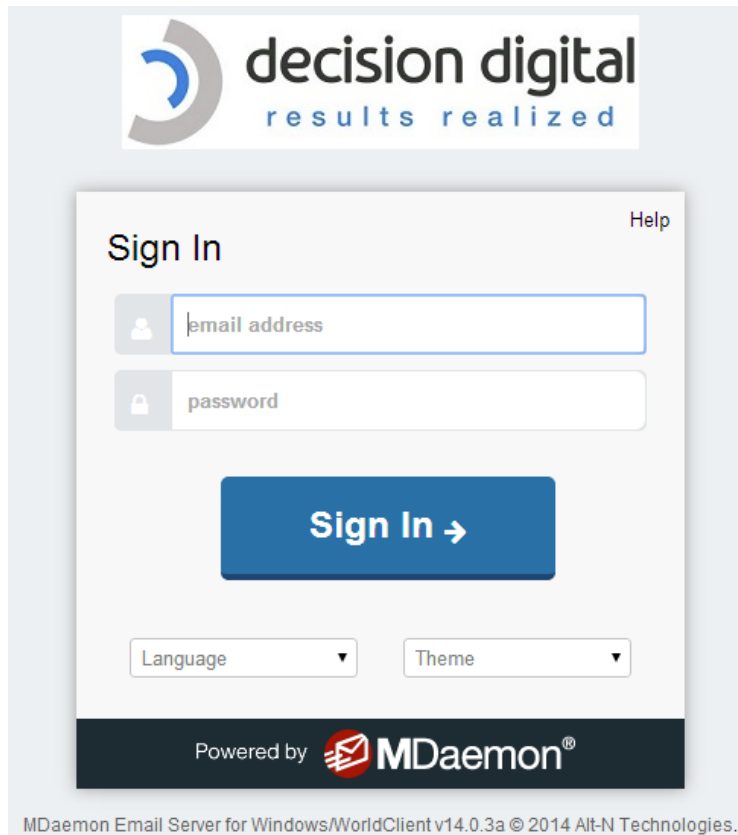 decision digital
results realized
Help
Sign In
email address
password
Sign In
Language
Theme
Powered by MDaemon®
MDaemon Email Server for Windows/WorldClient v14.0.3a © 2014 Alt-N Technologies.